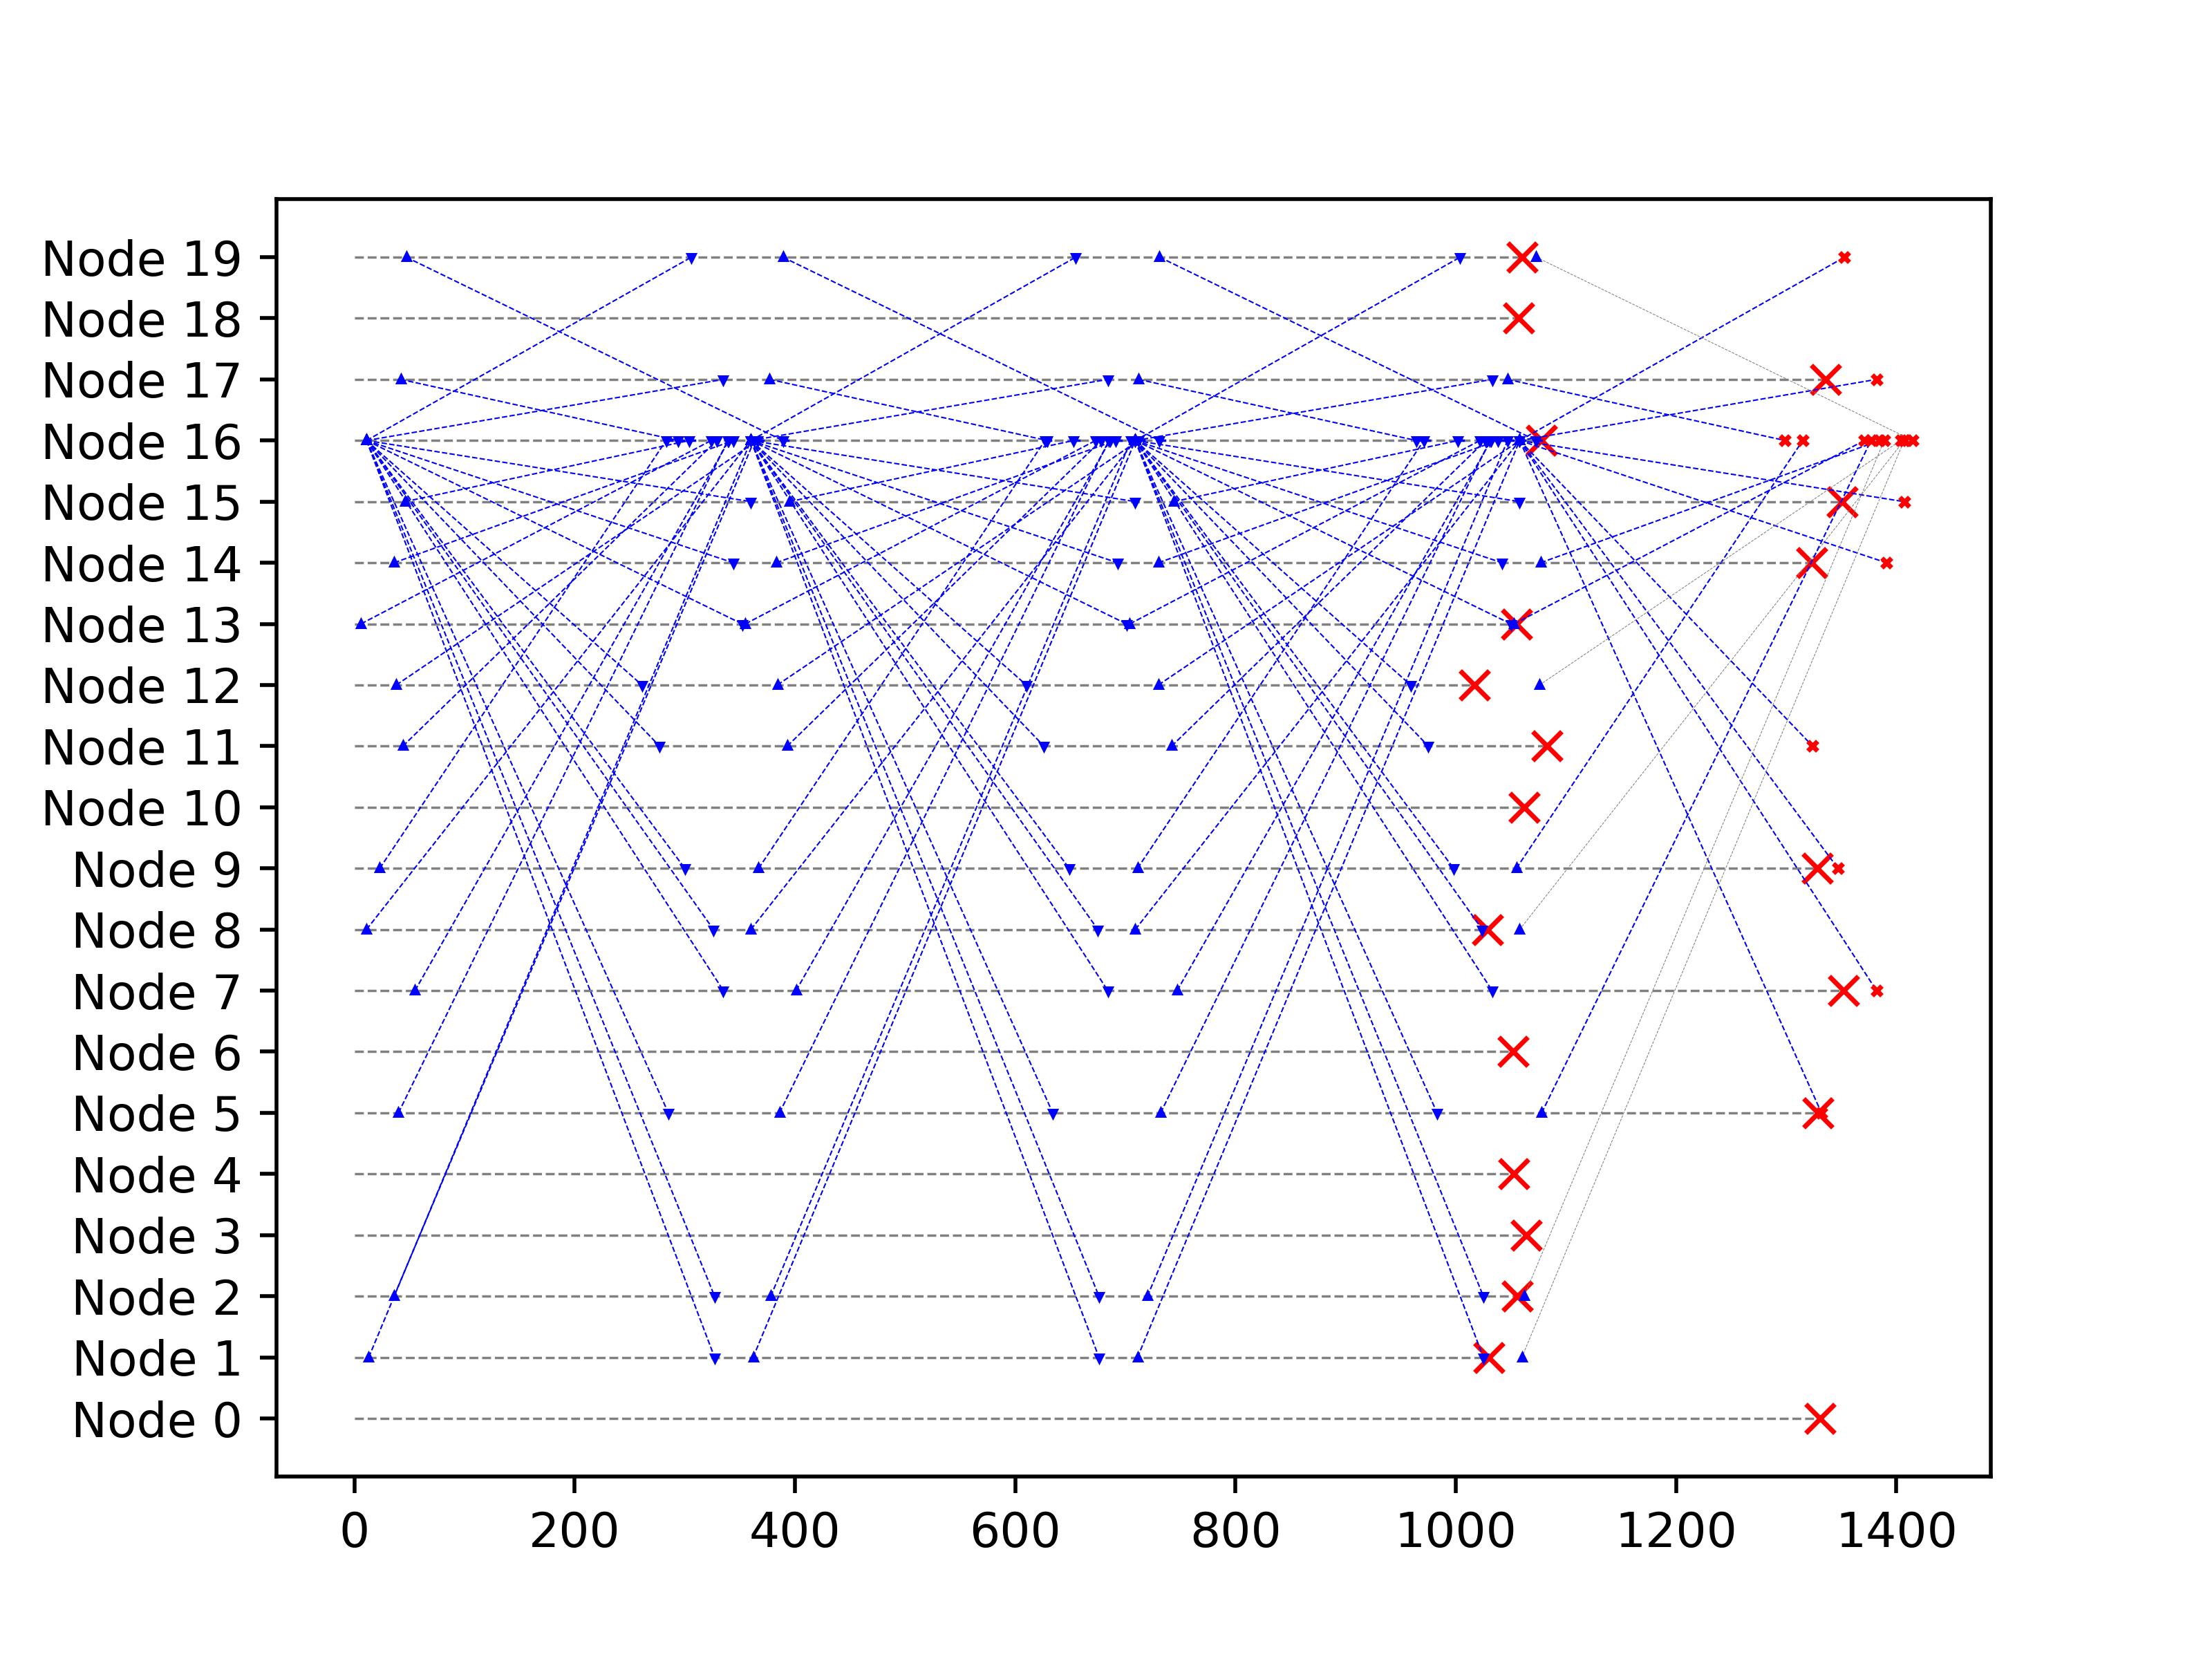 Node 19
Node 18
Node 17
Node 16
Node 15
Node 14
Node 13
Node 12
Node 11
Node 10
Node 9
Node 8
Node 7
Node 6
Node 5
Node 4
Node 3
Node 2
Node 1
Node 0
0 200 400 600 800 1000 1200 1400